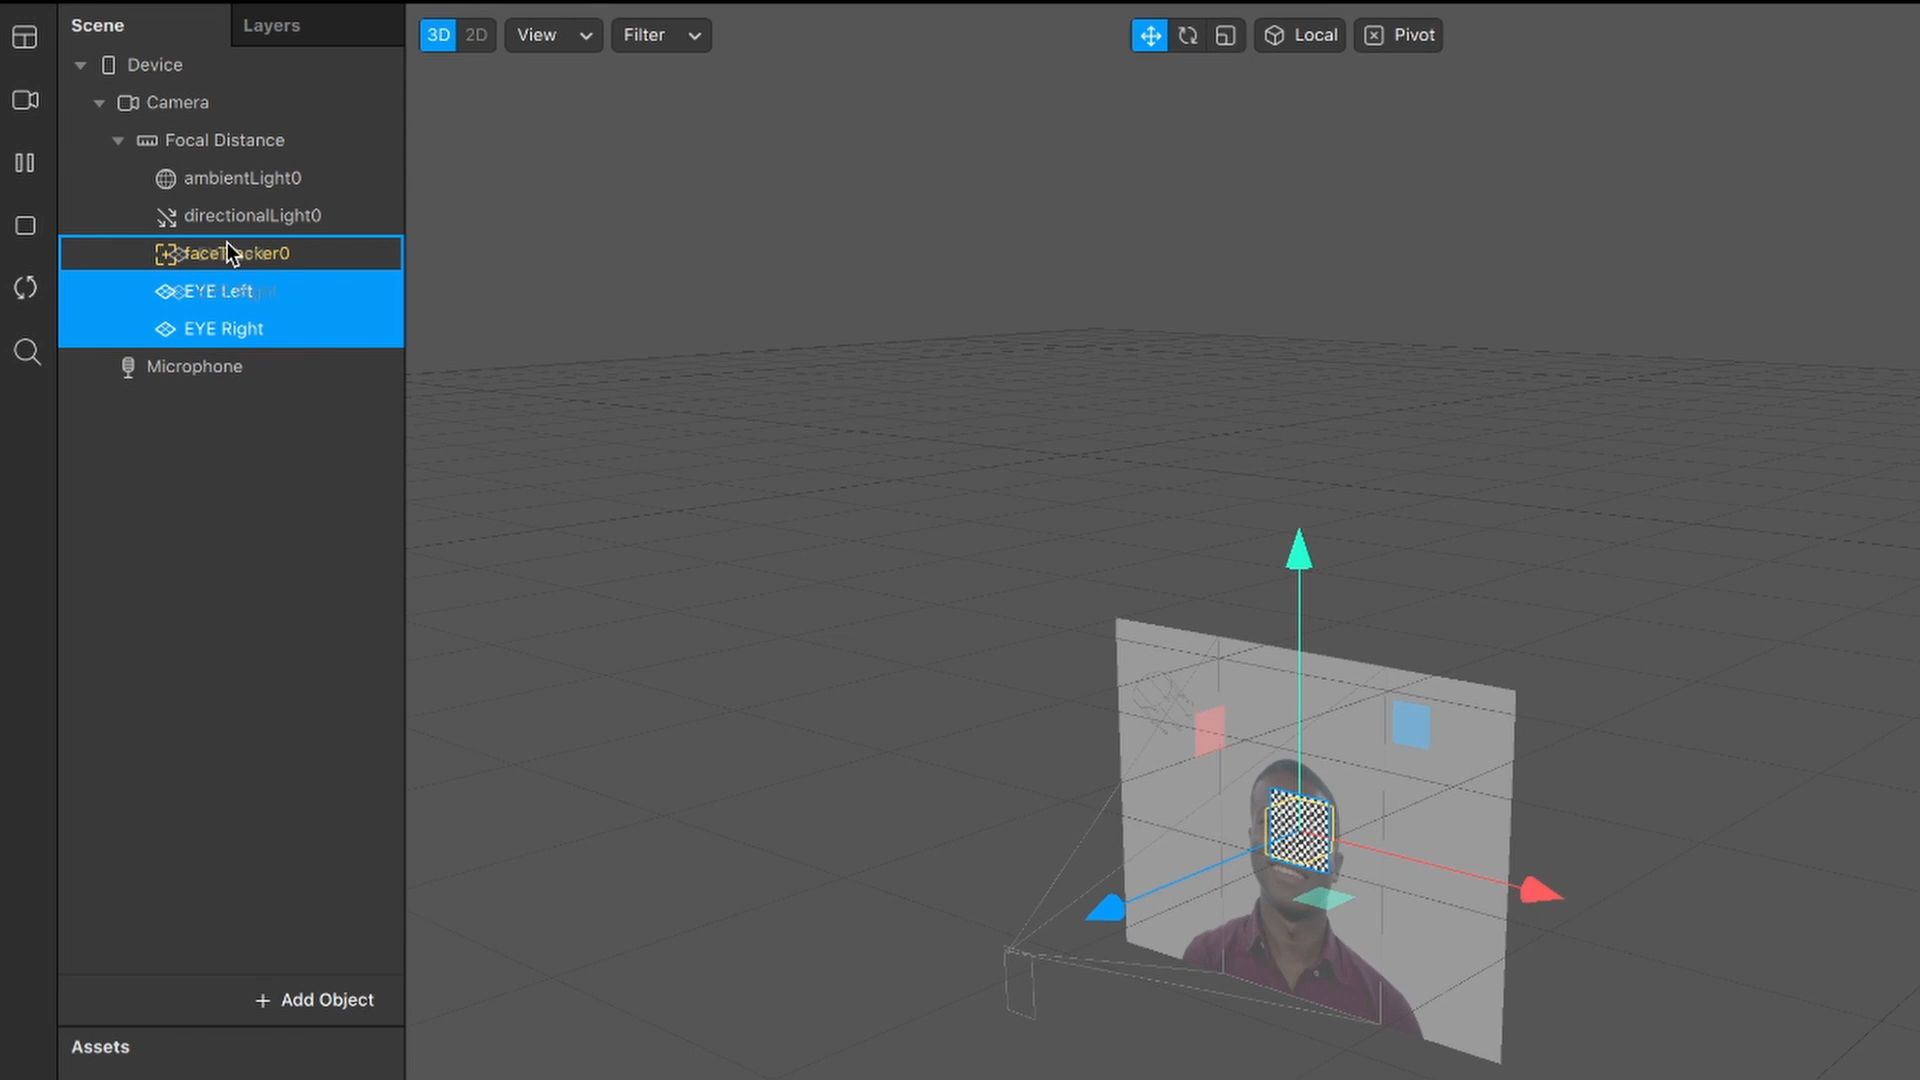 Scene
Layers
3D
2D
View
Filter
Local
Pivot
Device
Camera
Focal Distance
ambientLight0
directionalLight0
faceTracker0
EYE Left
EYE Right
Microphone
+ Add Object
Assets